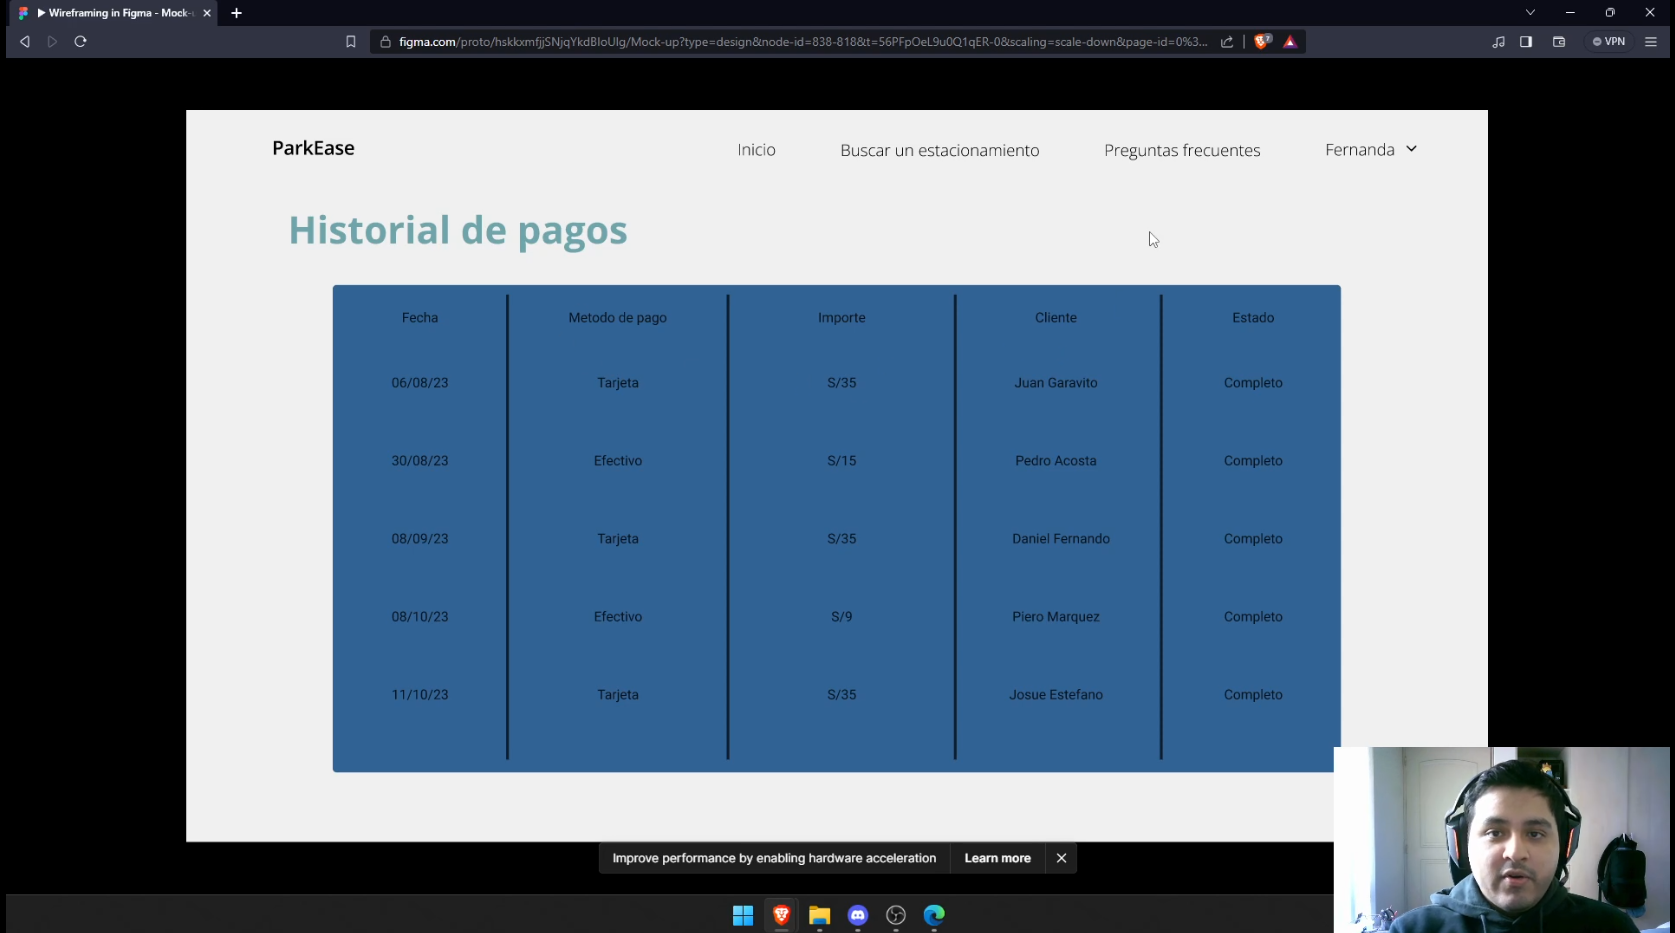 Wireframing in Figma - Mock-
figma.com/proto/hskkxmfjjSNjqYkdBIoUIg/Mock-up?type=design&node-id=838-818&t=56PFpOeL9u0Q1qER-0&scaling=scale-down&page-id=0%3...
7
VPN
ParkEase
Inicio
Buscar un estacionamiento
Preguntas frecuentes
Fernanda
Historial de pagos
Fecha Metodo de pago Importe Cliente Estado
06/08/23 Tarjeta S/35 Juan Garavito Completo
30/08/23 Efectivo S/15 Pedro Acosta Completo
08/09/23 Tarjeta S/35 Daniel Fernando Completo
08/10/23 Efectivo S/9 Piero Marquez Completo
11/10/23 Tarjeta S/35 Josue Estefano Completo
Improve performance by enabling hardware acceleration Learn more